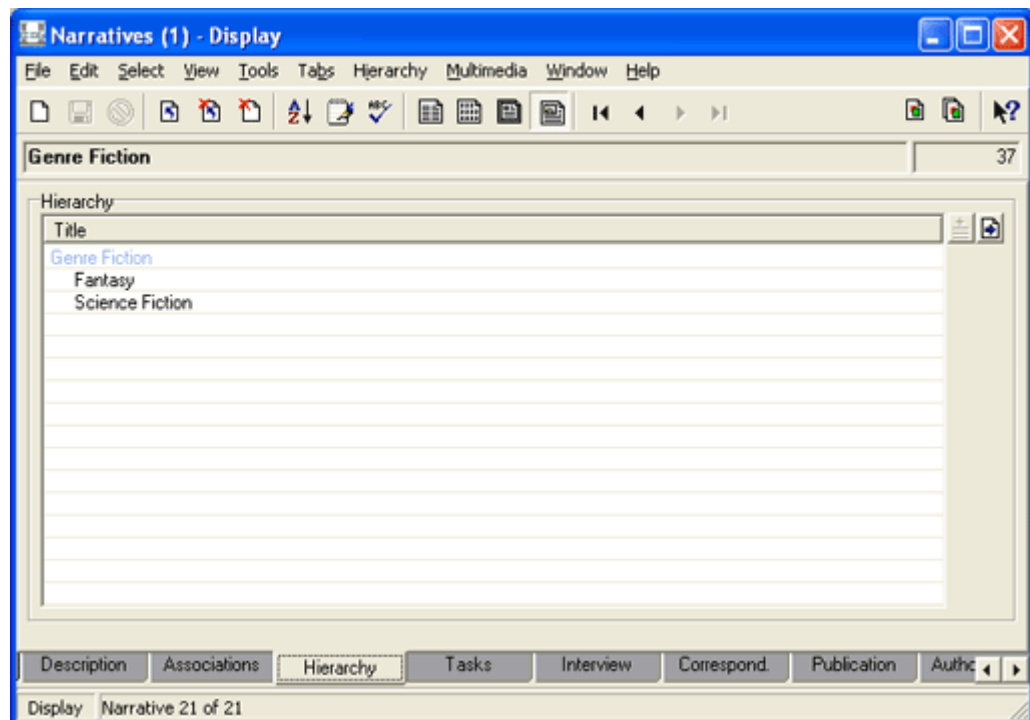 Narratives (1) - Display
File Edit Select View Tools Tabs Hierarchy Multimedia Window Help
Genre Fiction 37
Hierarchy
Title
Genre Fiction
Fantasy
Science Fiction
Description Associations Hierarchy Tasks Interview Correspond. Publication
Display Narrative 21 of 21